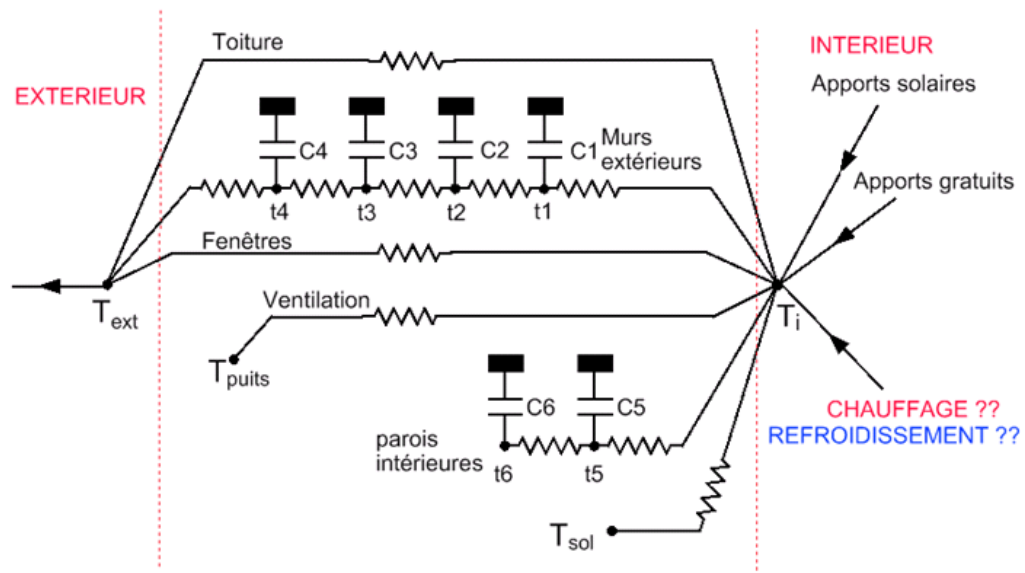 Toiture
INTÉRIEUR
EXTERIEUR
Apports solaires
C4
C3
C2
C1
Murs
extérieurs
Apports gratuits
t4
t3
t2
t1
Fenêtres
Ventilation
Text
Ti
Tpuits
C6
C5
CHAUFFAGE ??
REFROIDISSEMENT ??
parois
intérieures
t6
t5
Tsol